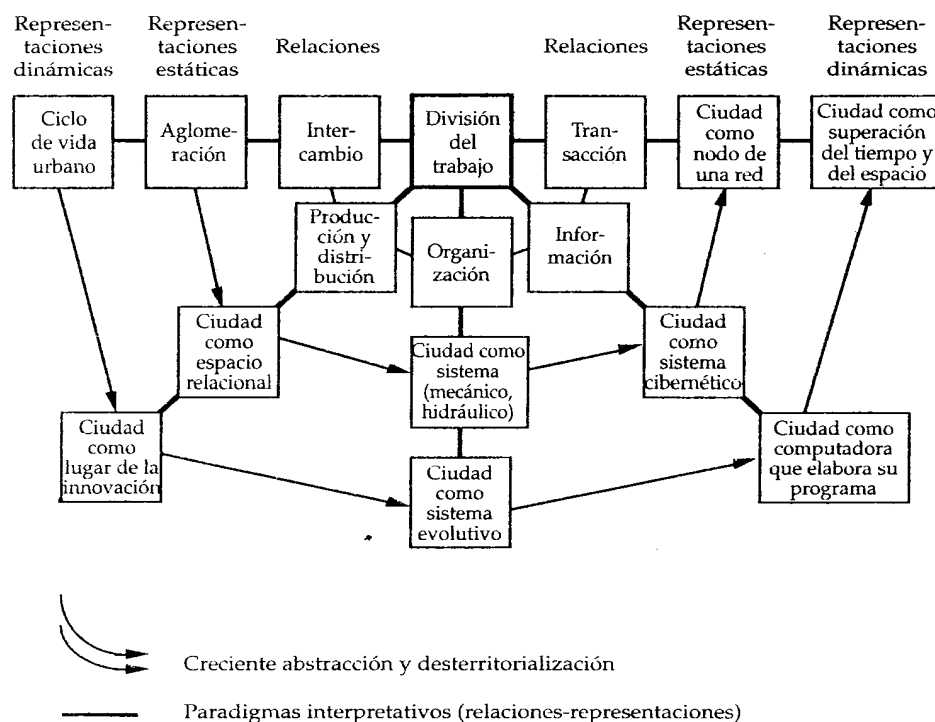 Represen-
taciones
dinámicas
Represen-
taciones
estáticas
Relaciones
Relaciones
Represen-
taciones
estáticas
Represen-
taciones
dinámicas
Ciclo
de vida
urbano
Aglome-
ración
Inter-
cambio
División
del
trabajo
Tran-
sacción
Ciudad
como
nodo de
una red
Ciudad como
superación
del tiempo y
del espacio
Produc-
ción y
distri-
bución
Organi-
zación
Infor-
mación
Ciudad
como
espacio
relacional
Ciudad como
sistema
(mecánico,
hidráulico)
Ciudad
como
sistema
cibernético
Ciudad
como
lugar de la
innovación
Ciudad
como
sistema
evolutivo
Ciudad como
computadora
que elabora su
programa
Creciente abstracción y desterritorialización
Paradigmas interpretativos (relaciones-representaciones)